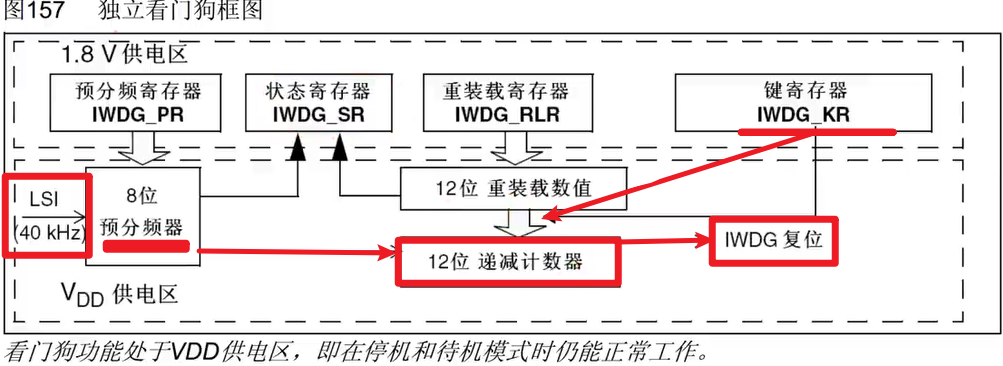 图157 独立看门狗框图
1.8 V 供电区
预分频寄存器
IWDG_PR
状态寄存器
IWDG_SR
重装载寄存器
IWDG_RLR
键寄存器
IWDG_KR
LSI
(40 kHz)
8位
预分频器
12位 重装载数值
12位 递减计数器
IWDG 复位
VDD 供电区
看门狗功能处于VDD供电区，即在停机和待机模式时仍能正常工作。